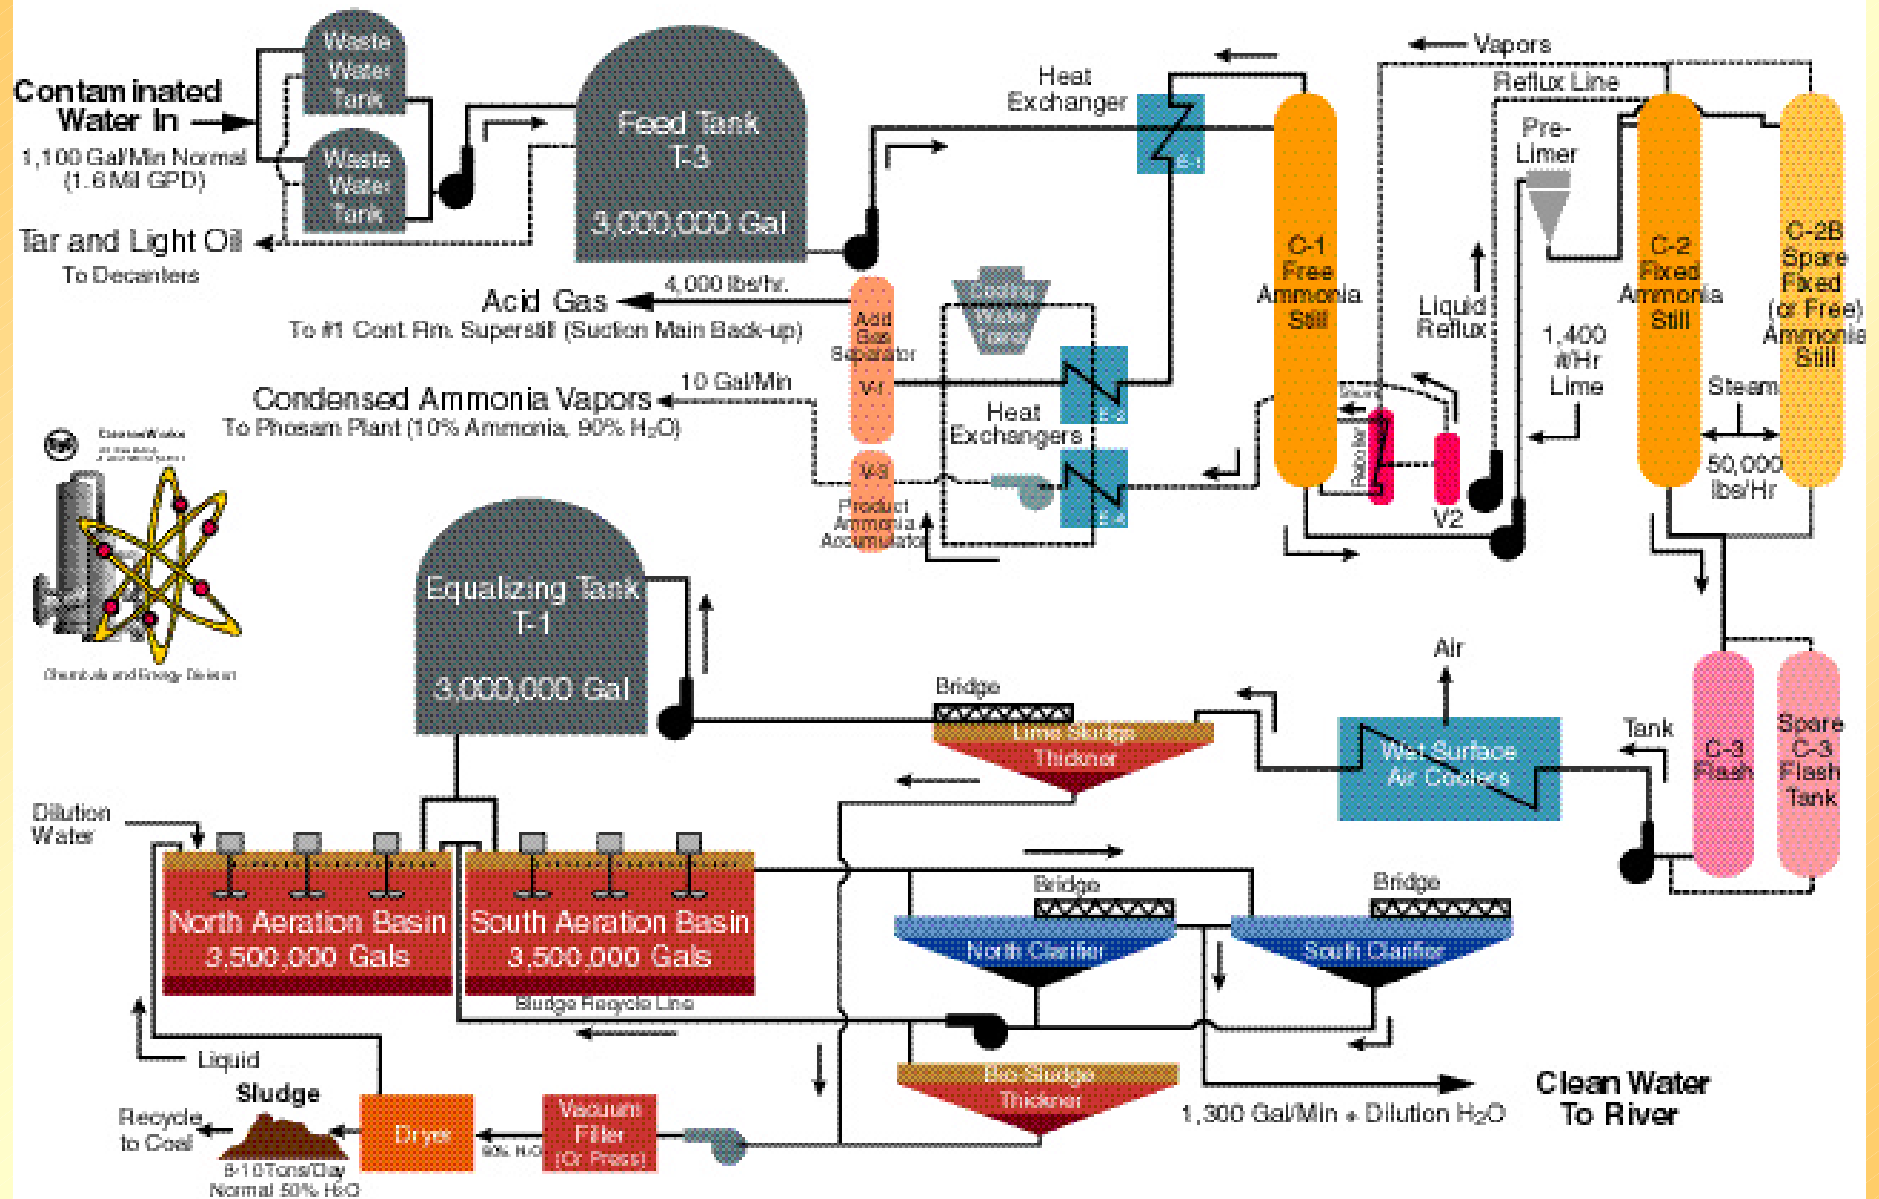 Waste
Water
Tank
Waste
Water
Tank
Contaminated
Water In
1,100 Gal/Min Normal
(1.6 Mil GPD)
Tar and Light Oil
To Decanters
Feed Tank
T-3
3,000,000 Gal
Heat
Exchanger
E-1
Vapors
Reflux Line
Pre-
Limer
C-1
Free
Ammonia
Still
C-2
Fixed
Ammonia
Still
C-2B
Spare
Fixed
(or Free)
Ammonia
Still
Liquid
Reflux
1,400
#/Hr
Lime
Steam
50,000
lbs/Hr
4,000 lbs/hr.
Acid Gas
To #1 Cont. Rm. Superstill (Suction Main Back-up)
Acid
Gas
Separator
V-1
10 Gal/Min
Condensed Ammonia Vapors
To Phosam Plant (10% Ammonia, 90% H₂O)
Heat
Exchangers
E-2
V-3
Product
Ammonia
Accumulator
V2
Chemicals and Energy Division
Equalizing Tank
T-1
3,000,000 Gal
Bridge
Lime Sludge
Thickner
Air
Wet Surface
Air Coolers
Tank
C-3
Flash
Spare
C-3
Flash
Tank
Dilution
Water
North Aeration Basin
3,500,000 Gals
South Aeration Basin
3,500,000 Gals
Bridge
North Clarifier
Bridge
South Clarifier
Sludge Recycle Line
Liquid
Sludge
Recycle
to Coal
Dryer
Vacuum
Filter
(Or Press)
Bio-Sludge
Thickner
1,300 Gal/Min + Dilution H₂O
Clean Water
To River
Normal 50% H₂O